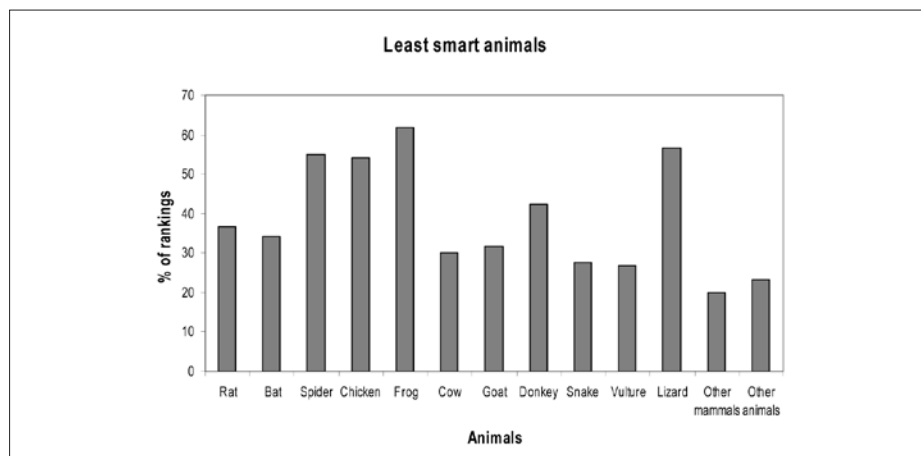 Least smart animals
% of rankings
70
60
50
40
30
20
10
0
Rat Bat Spider Chicken Frog Cow Goat Donkey Snake Vulture Lizard Other mammals Other animals
Animals